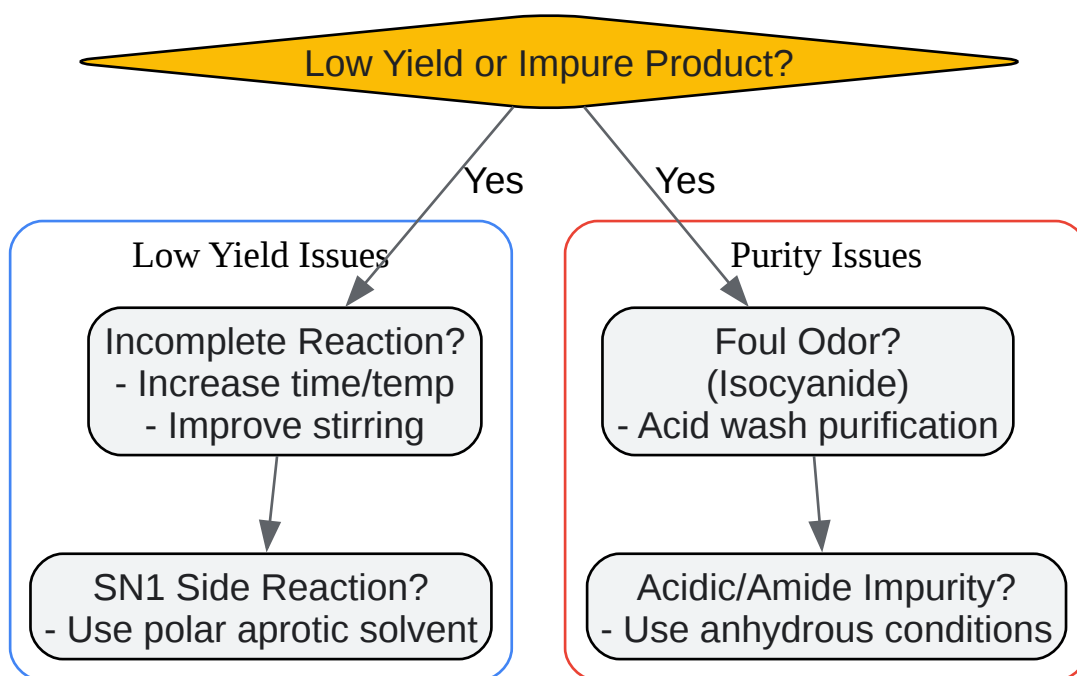 Low Yield or Impure Product?
Yes
Yes
Low Yield Issues
Incomplete Reaction?
- Increase time/temp
- Improve stirring
SN1 Side Reaction?
- Use polar aprotic solvent
Purity Issues
Foul Odor?
(Isocyanide)
- Acid wash purification
Acidic/Amide Impurity?
- Use anhydrous conditions